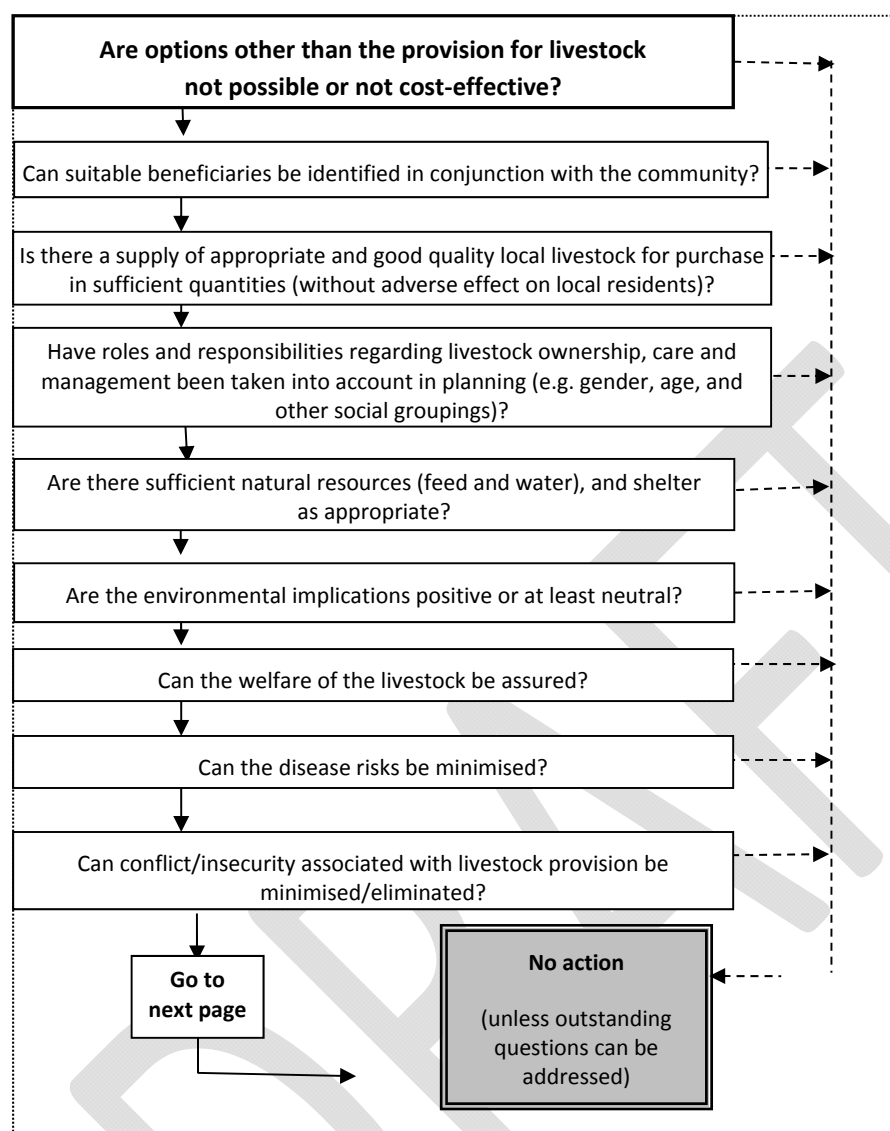 Are options other than the provision for livestock
not possible or not cost-effective?
Can suitable beneficiaries be identified in conjunction with the community?
Is there a supply of appropriate and good quality local livestock for purchase
in sufficient quantities (without adverse effect on local residents)?
Have roles and responsibilities regarding livestock ownership, care and
management been taken into account in planning (e.g. gender, age, and
other social groupings)?
Are there sufficient natural resources (feed and water), and shelter
as appropriate?
Are the environmental implications positive or at least neutral?
Can the welfare of the livestock be assured?
Can the disease risks be minimised?
Can conflict/insecurity associated with livestock provision be
minimised/eliminated?
Go to
next page
No action
(unless outstanding
questions can be
addressed)
DRAFT